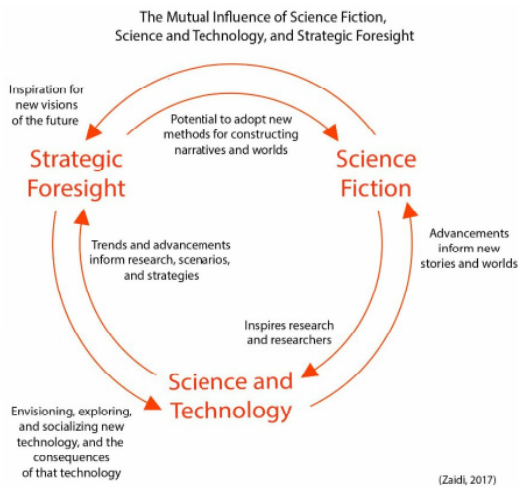 The Mutual Influence of Science Fiction,
Science and Technology, and Strategic Foresight
Inspiration for
new visions
of the future
Potential to adopt new
methods for constructing
narratives and worlds
Strategic
Foresight
Science
Fiction
Trends and advancements
inform research, scenarios,
and strategies
Advancements
inform new
stories and worlds
Inspires research
and researchers
Science and
Technology
Envisioning, exploring,
and socializing new
technology, and the
consequences
of that technology
(Zaidi, 2017)